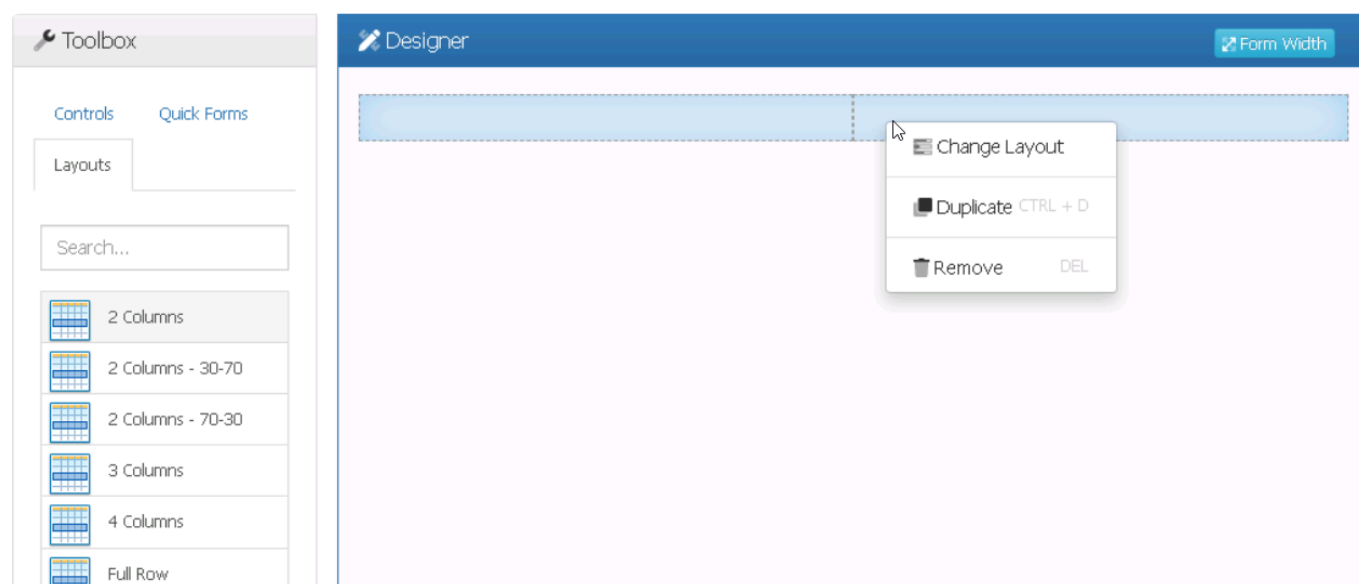 Toolbox
Controls Quick Forms
Layouts
Search...
2 Columns
2 Columns - 30-70
2 Columns - 70-30
3 Columns
4 Columns
Full Row
Designer
Form Width
Change Layout
Duplicate CTRL + D
Remove DEL